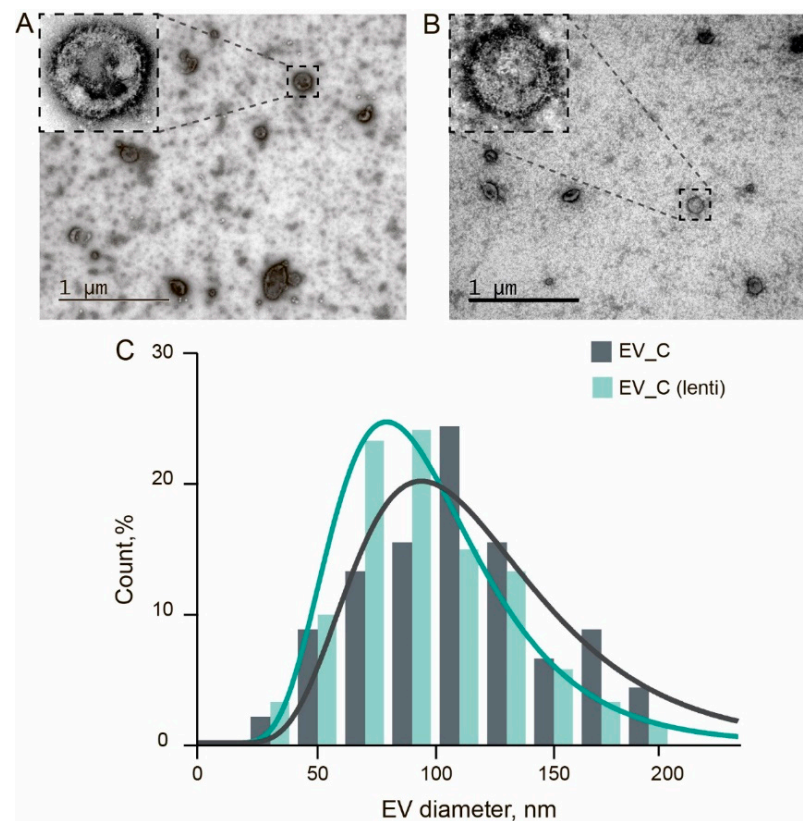 A
B
1 µm
1 µm
C
30
EV_C
EV_C (lenti)
20
Count,%
10
0
0
50
100
150
200
EV diameter, nm